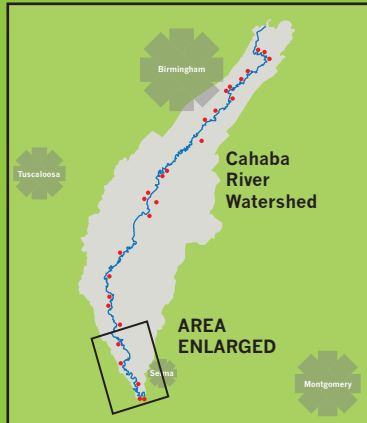 Birmingham
Tuscaloosa
Cahaba
River
Watershed
AREA
ENLARGED
Selma
Montgomery